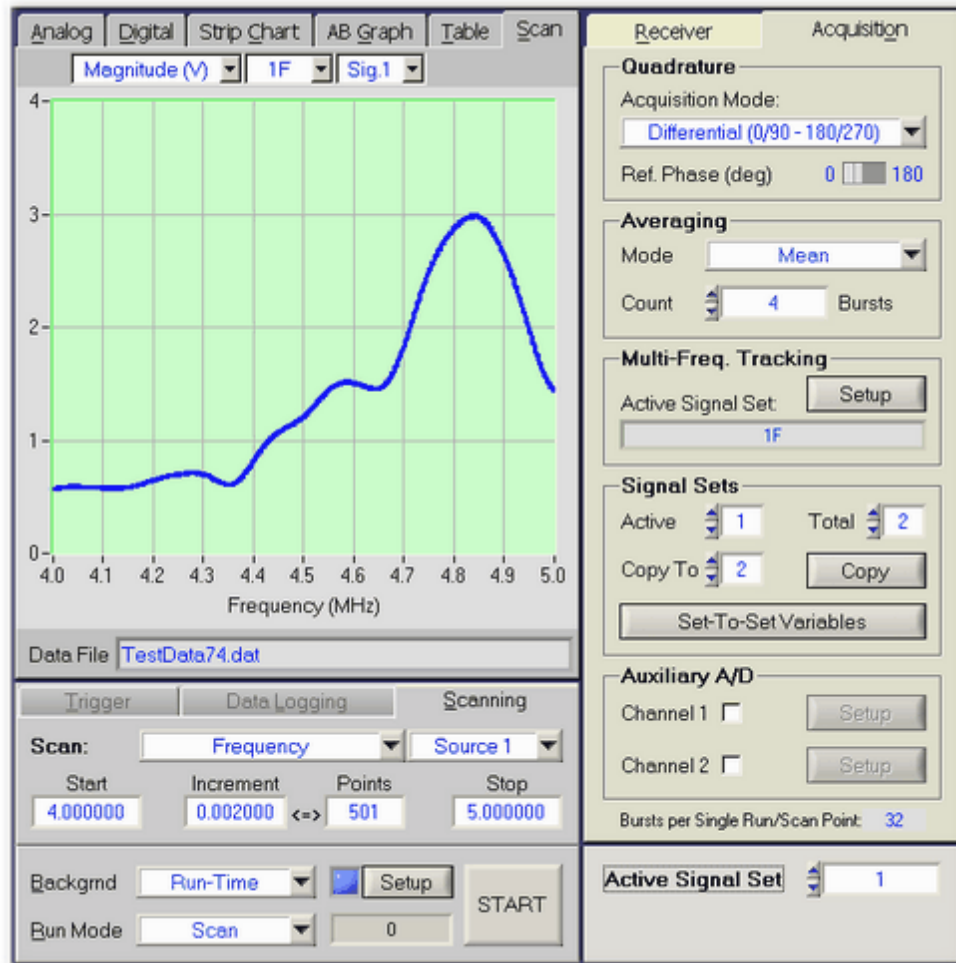 Analog Digital Strip Chart AB Graph Table Scan
Magnitude (V) 1F Sig.1
4
3
2
1
0
4.0 4.1 4.2 4.3 4.4 4.5 4.6 4.7 4.8 4.9 5.0
Frequency (MHz)
Data File TestData74.dat
Trigger Data Logging Scanning
Scan: Frequency Source 1
Start Increment Points Stop
4.000000 0.002000 <=> 501 5.000000
Backgrnd Run-Time Setup
START
Run Mode Scan 0
Receiver Acquisition
Quadrature
Acquisition Mode:
Differential (0/90 - 180/270)
Ref. Phase (deg) 0 180
Averaging
Mode Mean
Count 4 Bursts
Multi-Freq. Tracking
Active Signal Set: Setup
1F
Signal Sets
Active 1 Total 2
Copy To 2 Copy
Set-To-Set Variables
Auxiliary A/D
Channel 1 Setup
Channel 2 Setup
Bursts per Single Run/Scan Point: 32
Active Signal Set 1